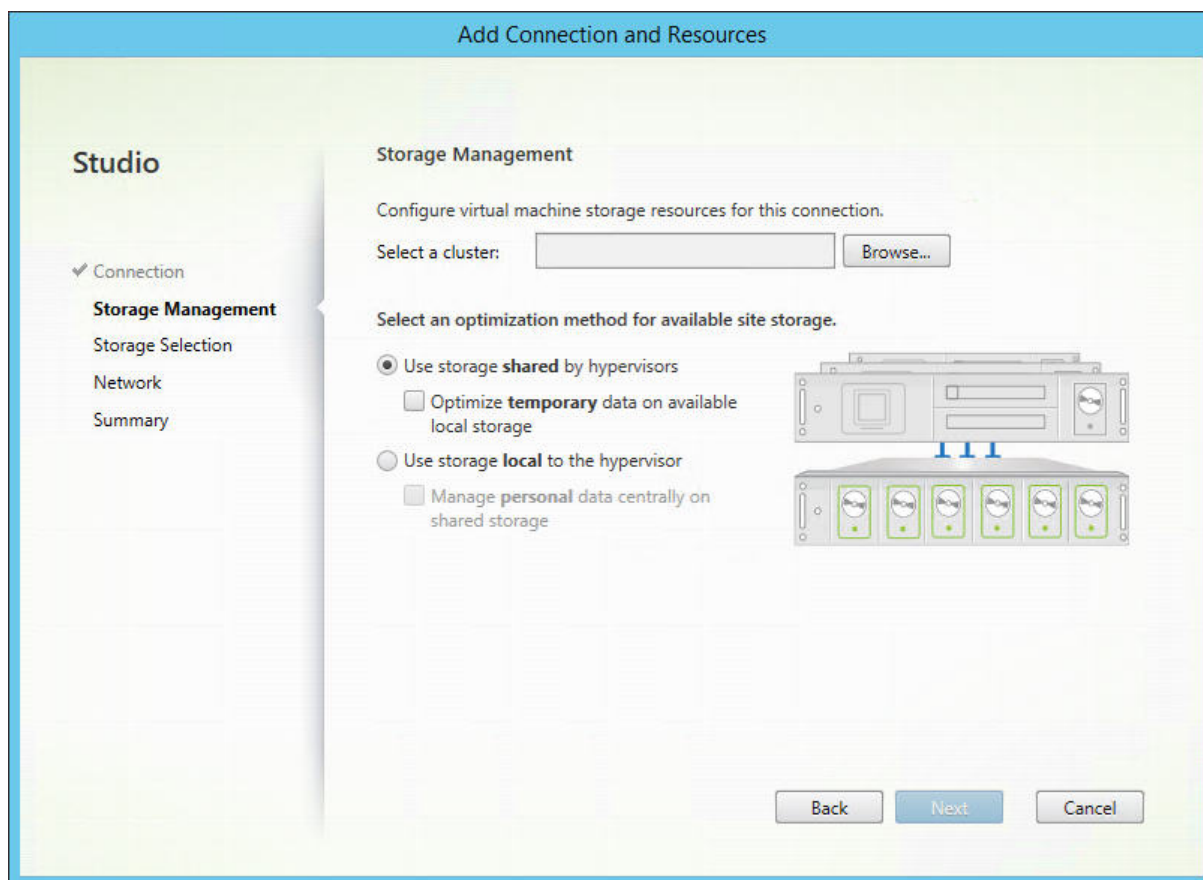 Add Connection and Resources
Studio
Connection
Storage Management
Storage Selection
Network
Summary
Storage Management
Configure virtual machine storage resources for this connection.
Select a cluster:
Browse...
Select an optimization method for available site storage.
Use storage shared by hypervisors
Optimize temporary data on available
local storage
Use storage local to the hypervisor
Manage personal data centrally on
shared storage
Back
Next
Cancel